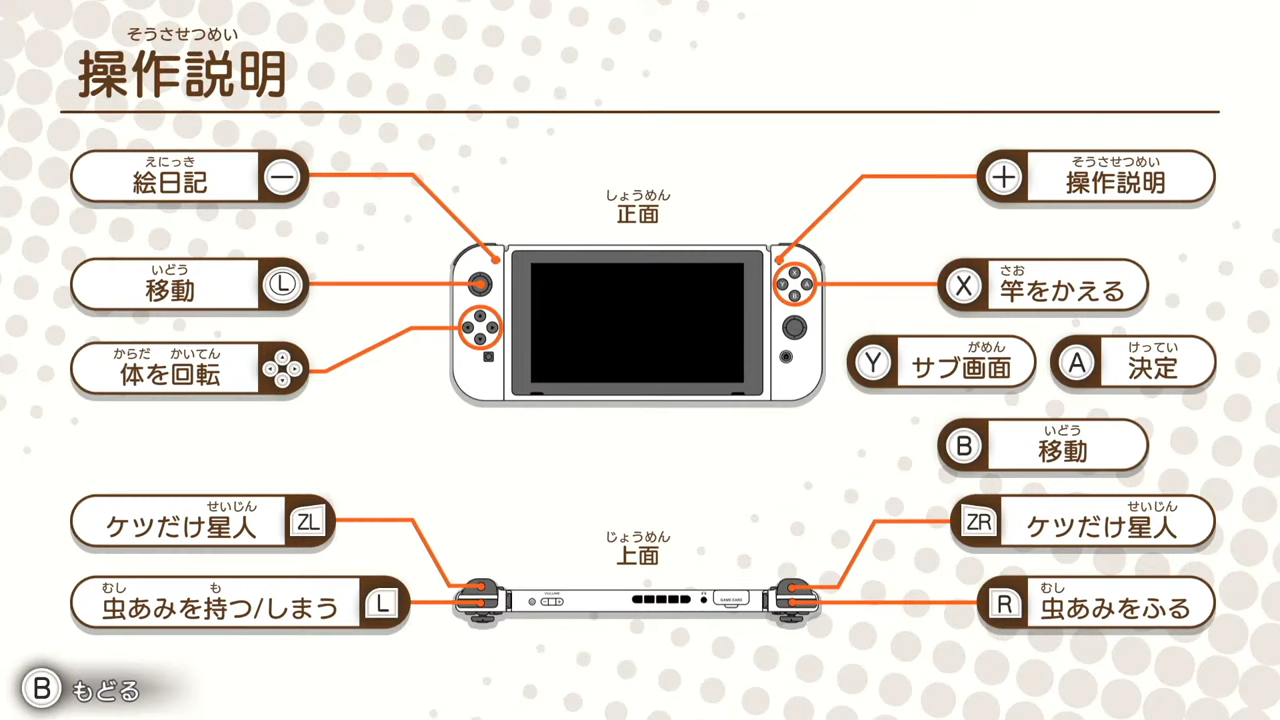 そうさせつめい
操作説明
えにっき
絵日記
－
＋
そうさせつめい
操作説明
しょうめん
正面
いどう
移動
L
X
さお
竿をかえる
X
Y
A
B
からだ かいてん
体を回転
Y
がめん
サブ画面
A
けってい
決定
B
いどう
移動
せいじん
ケツだけ星人
ZL
じょうめん
上面
ZR
せいじん
ケツだけ星人
むし も
虫あみを持つ/しまう
L
VOLUME
GAME CARD
R
むし
虫あみをふる
B もどる